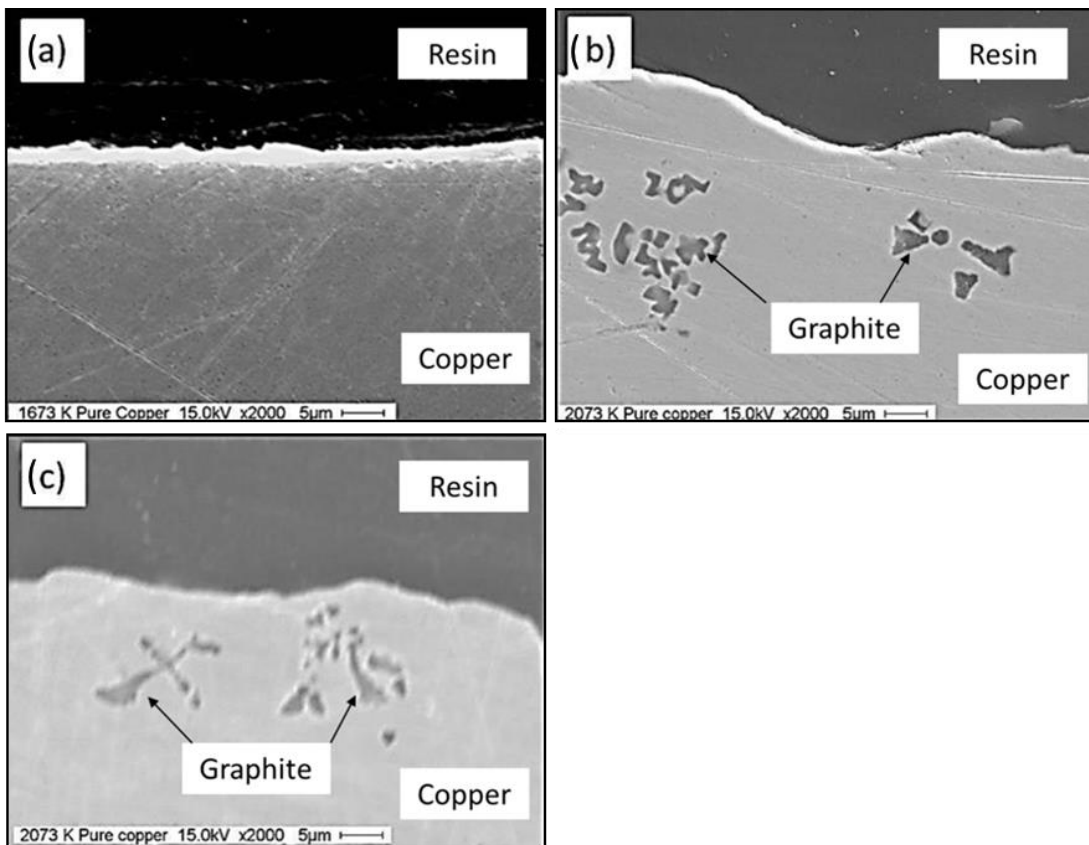 (a)
Resin
Copper
1673 K Pure Copper 15.0kV x2000 5µm
(b)
Resin
Graphite
Copper
2073 K Pure copper 15.0kV x2000 5µm
(c)
Resin
Graphite
Copper
2073 K Pure copper 15.0kV x2000 5µm